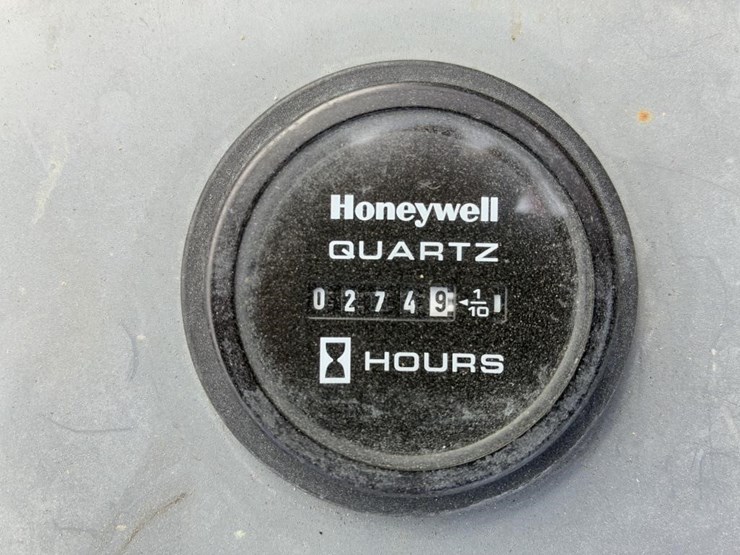 Honeywell
QUARTZ
0 2 7 4 9 ◄ 1/10
HOURS